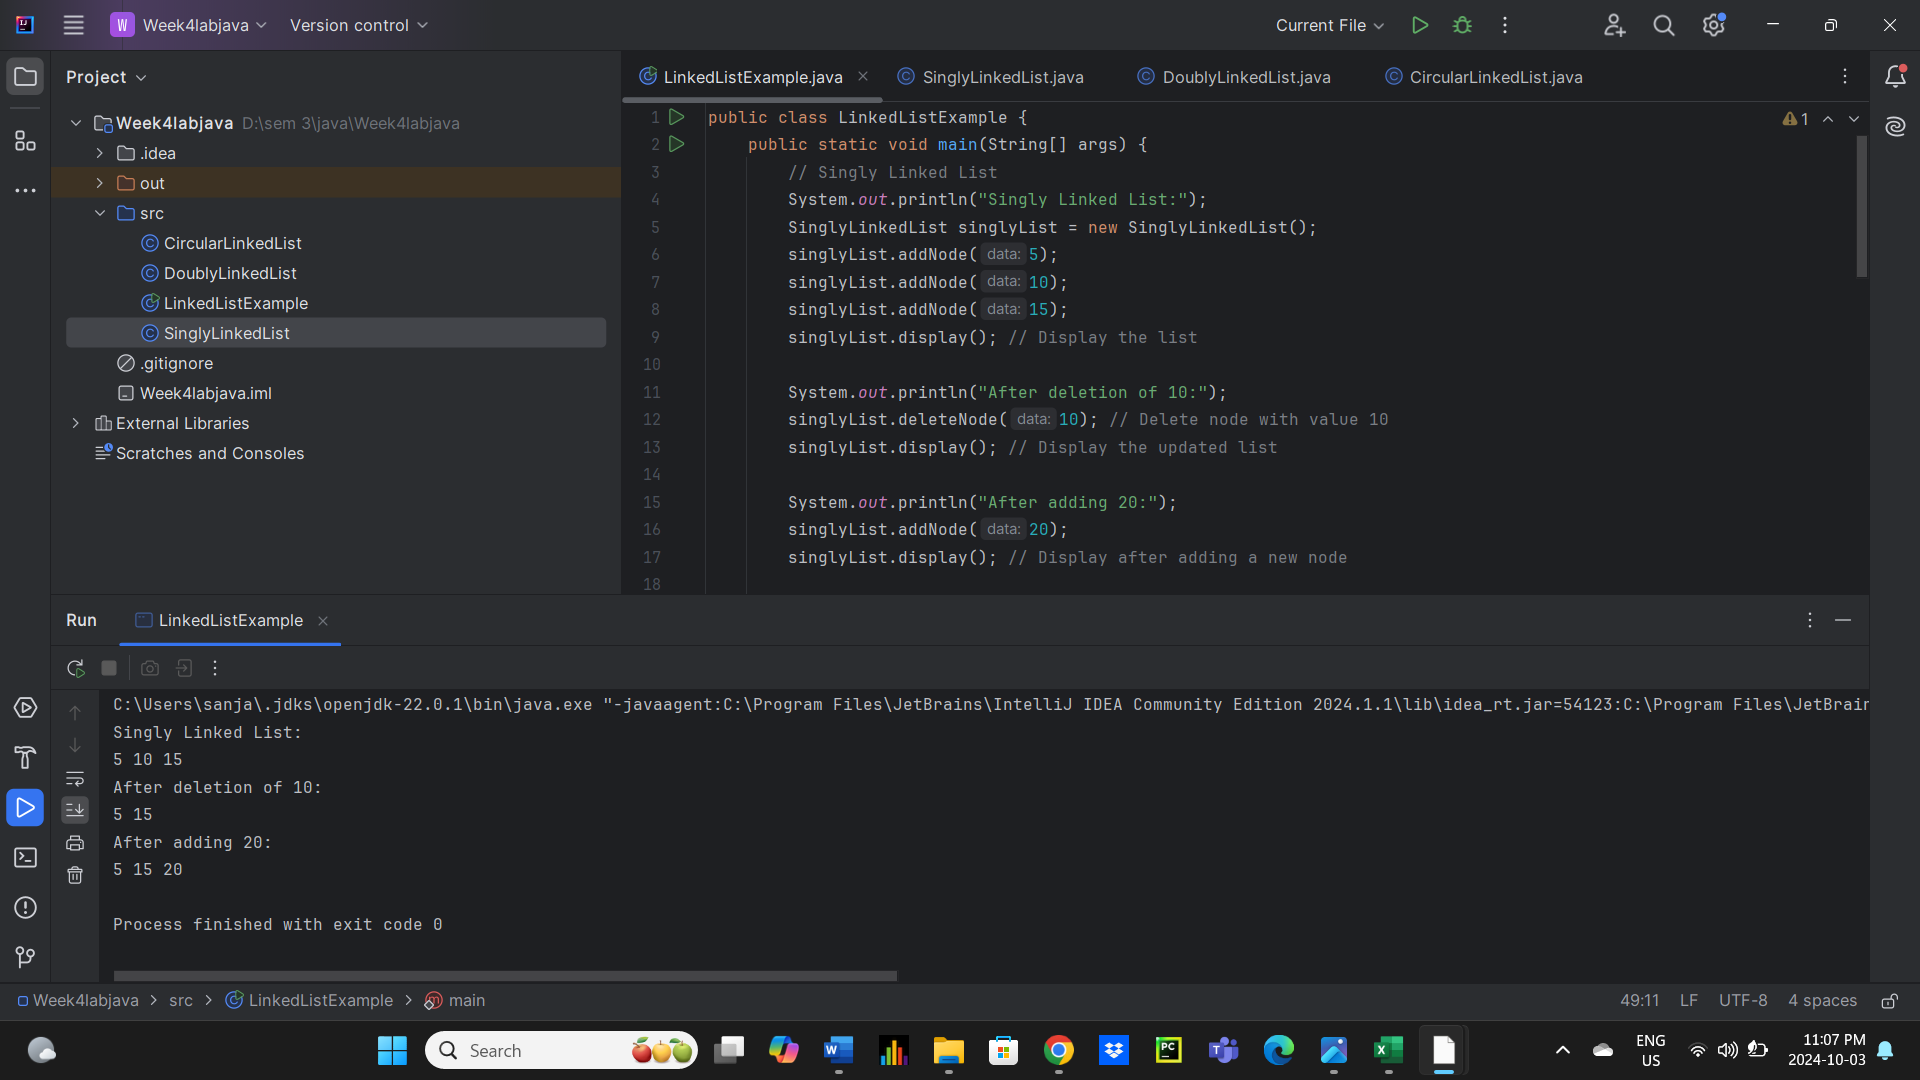 W Week4labjava Version control Current File
Project
Week4labjava D:\sem 3\java\Week4labjava
.idea
out
src
CircularLinkedList
DoublyLinkedList
LinkedListExample
SinglyLinkedList
.gitignore
Week4labjava.iml
External Libraries
Scratches and Consoles
LinkedListExample.java SinglyLinkedList.java DoublyLinkedList.java CircularLinkedList.java
1 public class LinkedListExample { 1
2 public static void main(String[] args) {
3 // Singly Linked List
4 System.out.println("Singly Linked List:");
5 SinglyLinkedList singlyList = new SinglyLinkedList();
6 singlyList.addNode( data: 5);
7 singlyList.addNode( data: 10);
8 singlyList.addNode( data: 15);
9 singlyList.display(); // Display the list
10
11 System.out.println("After deletion of 10:");
12 singlyList.deleteNode( data: 10); // Delete node with value 10
13 singlyList.display(); // Display the updated list
14
15 System.out.println("After adding 20:");
16 singlyList.addNode( data: 20);
17 singlyList.display(); // Display after adding a new node
18
Run LinkedListExample
C:\Users\sanja\.jdks\openjdk-22.0.1\bin\java.exe "-javaagent:C:\Program Files\JetBrains\IntelliJ IDEA Community Edition 2024.1.1\lib\idea_rt.jar=54123:C:\Program Files\JetBrain
Singly Linked List:
5 10 15
After deletion of 10:
5 15
After adding 20:
5 15 20
Process finished with exit code 0
Week4labjava src LinkedListExample main 49:11 LF UTF-8 4 spaces
Search ENG 11:07 PM
US 2024-10-03